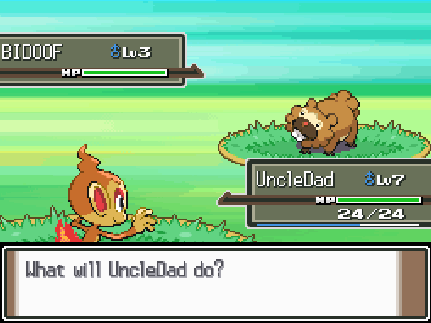 BIDOOF ♂Lv3
HP
UncleDad ♂Lv7
HP
24/24
What will UncleDad do?